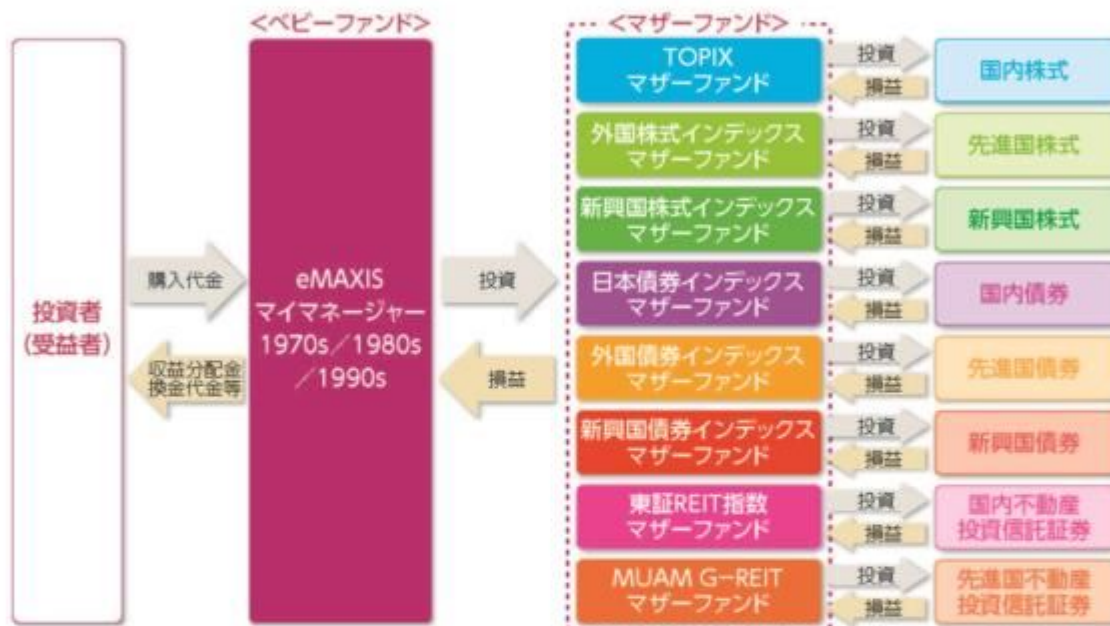 <ベビーファンド>
<マザーファンド>
投資者
(受益者)
購入代金
収益分配金
換金代金等
eMAXIS
マイマネージャー
1970s/1980s
/1990s
投資
損益
TOPIX
マザーファンド
投資
損益
国内株式
外国株式インデックス
マザーファンド
投資
損益
先進国株式
新興国株式インデックス
マザーファンド
投資
損益
新興国株式
日本債券インデックス
マザーファンド
投資
損益
国内債券
外国債券インデックス
マザーファンド
投資
損益
先進国債券
新興国債券インデックス
マザーファンド
投資
損益
新興国債券
東証REIT指数
マザーファンド
投資
損益
国内不動産
投資信託証券
MUAM G-REIT
マザーファンド
投資
損益
先進国不動産
投資信託証券